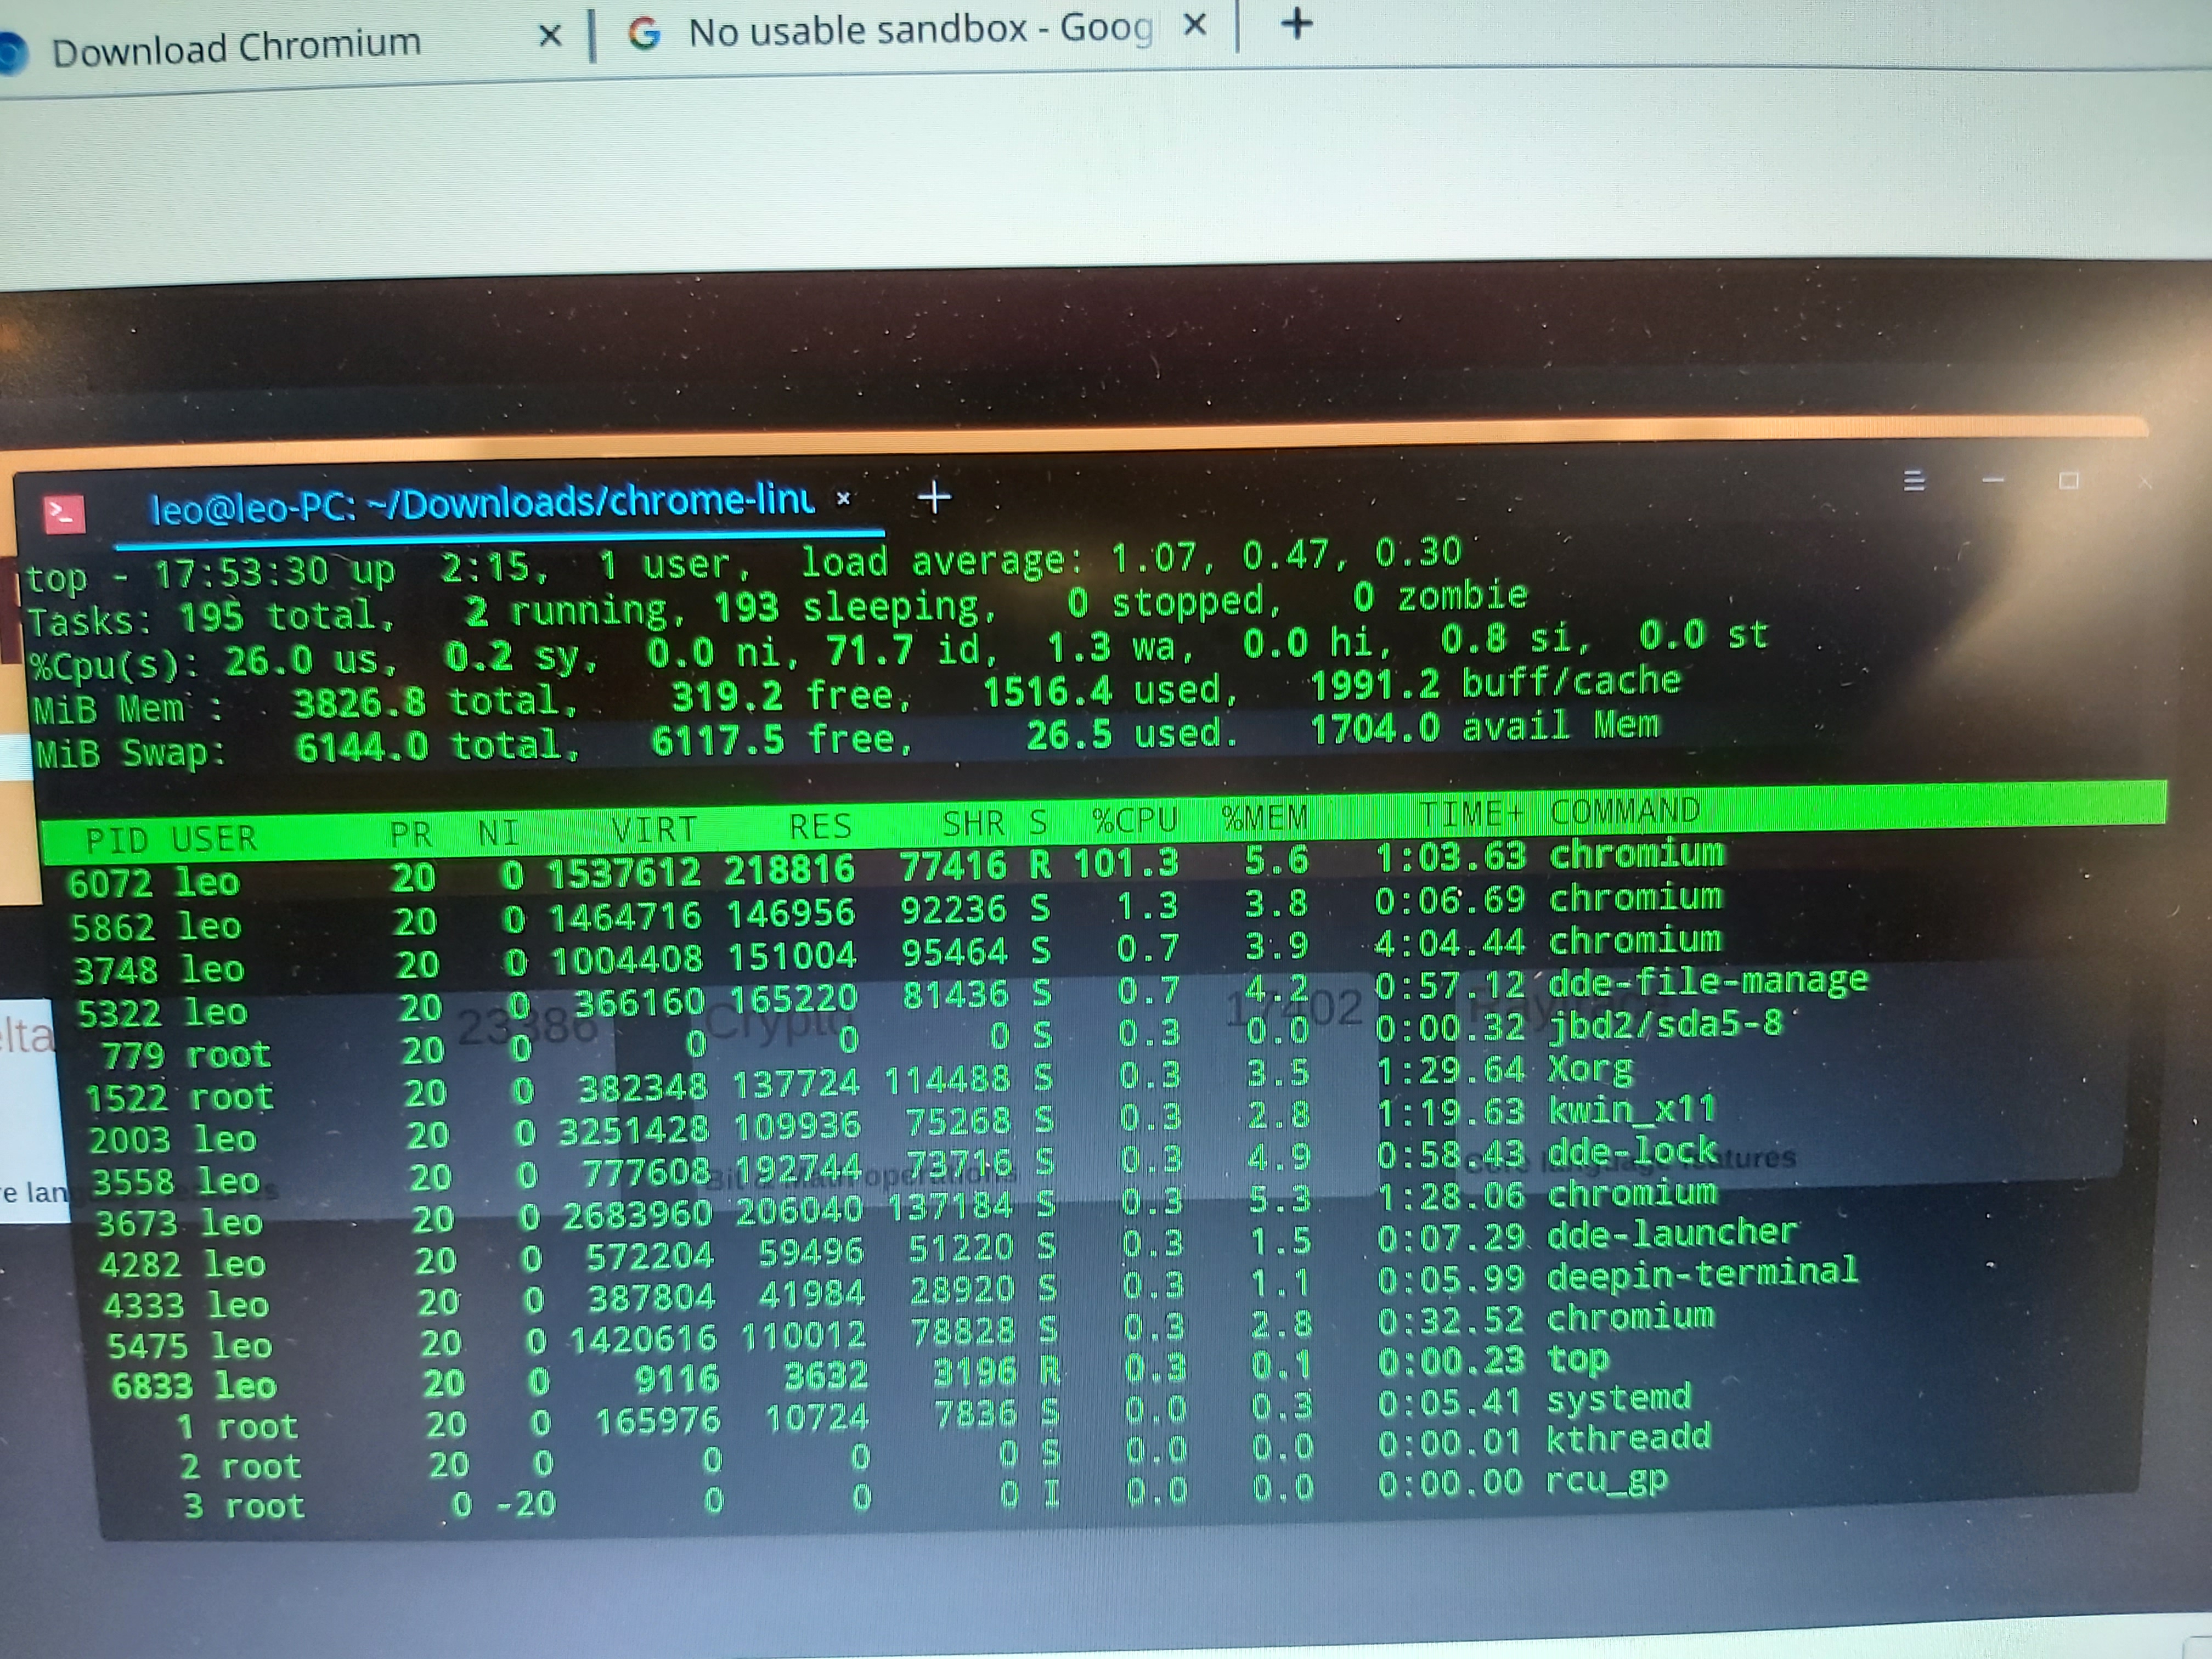 Download Chromium × G No usable sandbox - Goog × +
leo@leo-PC: ~/Downloads/chrome-linu × +
top - 17:53:30 up 2:15, 1 user, load average: 1.07, 0.47, 0.30
Tasks: 195 total, 2 running, 193 sleeping, 0 stopped, 0 zombie
%Cpu(s): 26.0 us, 0.2 sy, 0.0 ni, 71.7 id, 1.3 wa, 0.0 hi, 0.8 si, 0.0 st
MiB Mem : 3826.8 total, 319.2 free, 1516.4 used, 1991.2 buff/cache
MiB Swap: 6144.0 total, 6117.5 free, 26.5 used. 1704.0 avail Mem
PID USER PR NI VIRT RES SHR S %CPU %MEM TIME+ COMMAND
6072 leo 20 0 1537612 218816 77416 R 101.3 5.6 1:03.63 chromium
5862 leo 20 0 1464716 146956 92236 S 1.3 3.8 0:06.69 chromium
3748 leo 20 0 1004408 151004 95464 S 0.7 3.9 4:04.44 chromium
5322 leo 20 0 366160 165220 81436 S 0.7 4.2 0:57.12 dde-file-manage
779 root 20 0 0 0 0 S 0.3 0.0 0:00.32 jbd2/sda5-8
1522 root 20 0 382348 137724 114488 S 0.3 3.5 1:29.64 Xorg
2003 leo 20 0 3251428 109936 75268 S 0.3 2.8 1:19.63 kwin_x11
3558 leo 20 0 777608 192744 73716 S 0.3 4.9 0:58.43 dde-lock
3673 leo 20 0 2683960 206040 137184 S 0.3 5.3 1:28.06 chromium
4282 leo 20 0 572204 59496 51220 S 0.3 1.5 0:07.29 dde-launcher
4333 leo 20 0 387804 41984 28920 S 0.3 1.1 0:05.99 deepin-terminal
5475 leo 20 0 1420616 110012 78828 S 0.3 2.8 0:32.52 chromium
6833 leo 20 0 9116 3632 3196 R 0.3 0.1 0:00.23 top
1 root 20 0 165976 10724 7836 S 0.0 0.3 0:05.41 systemd
2 root 20 0 0 0 0 S 0.0 0.0 0:00.01 kthreadd
3 root 0 -20 0 0 0 I 0.0 0.0 0:00.00 rcu_gp
elta 23386 Crypto 17402
re lan operations features